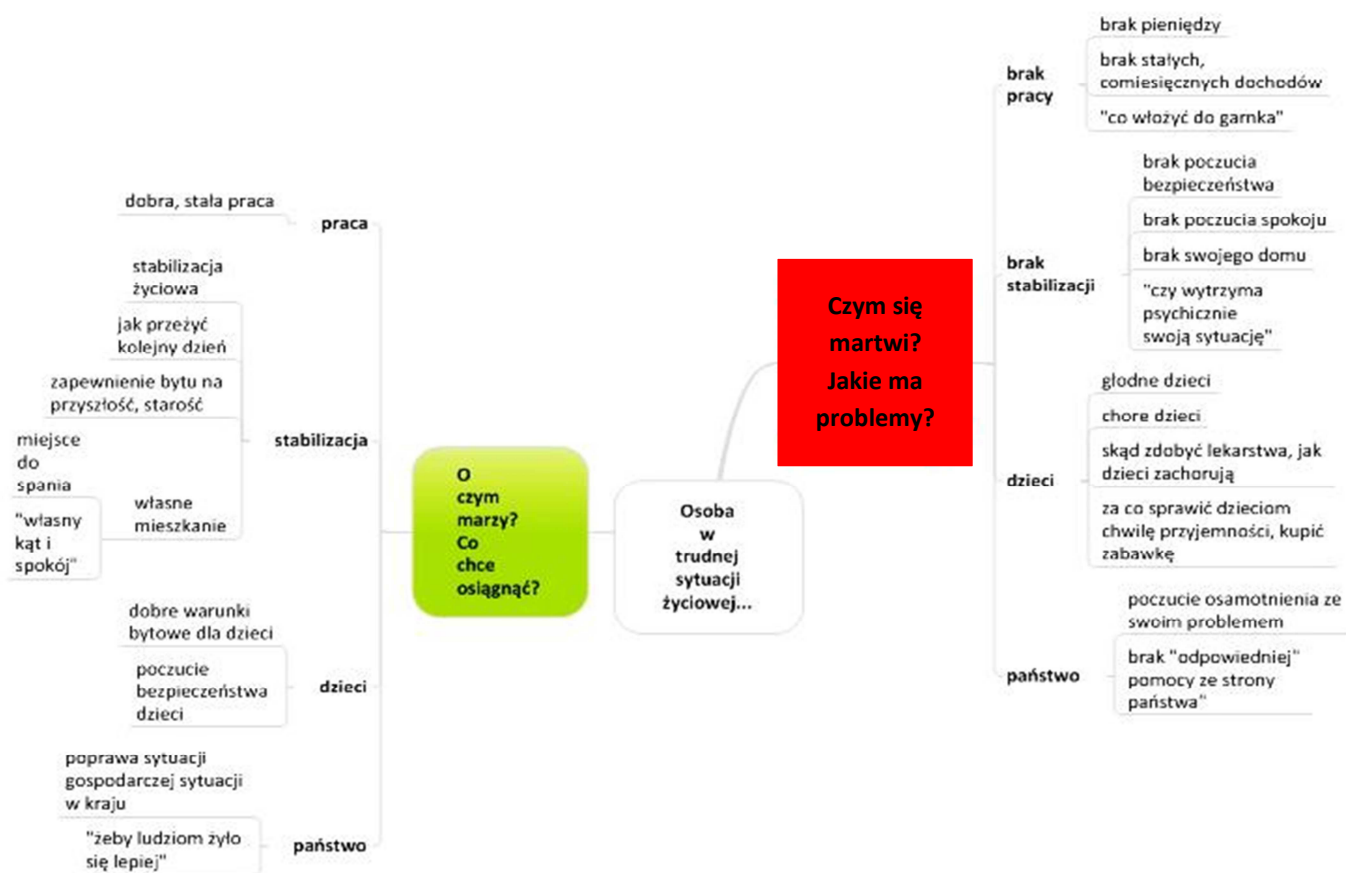 Osoba
w
trudnej
sytuacji
życiowej...
O
czym
marzy?
Co
chce
osiągnąć?
praca
dobra, stała praca
stabilizacja
stabilizacja
życiowa
jak przeżyć
kolejny dzień
zapewnienie bytu na
przyszłość, starość
własne
mieszkanie
miejsce
do
spania
"własny
kąt i
spokój"
dzieci
dobre warunki
bytowe dla dzieci
poczucie
bezpieczeństwa
dzieci
państwo
poprawa sytuacji
gospodarczej sytuacji
w kraju
"żeby ludziom żyło
się lepiej"
Czym się
martwi?
Jakie ma
problemy?
brak
pracy
brak pieniędzy
brak stałych,
comiesięcznych dochodów
"co włożyć do garnka"
brak
stabilizacji
brak poczucia
bezpieczeństwa
brak poczucia spokoju
brak swojego domu
"czy wytrzyma
psychicznie
swoją sytuację"
dzieci
głodne dzieci
chore dzieci
skąd zdobyć lekarstwa, jak
dzieci zachorują
za co sprawić dzieciom
chwilę przyjemności, kupić
zabawkę
państwo
poczucie osamotnienia ze
swoim problemem
brak "odpowiedniej"
pomocy ze strony
państwa"